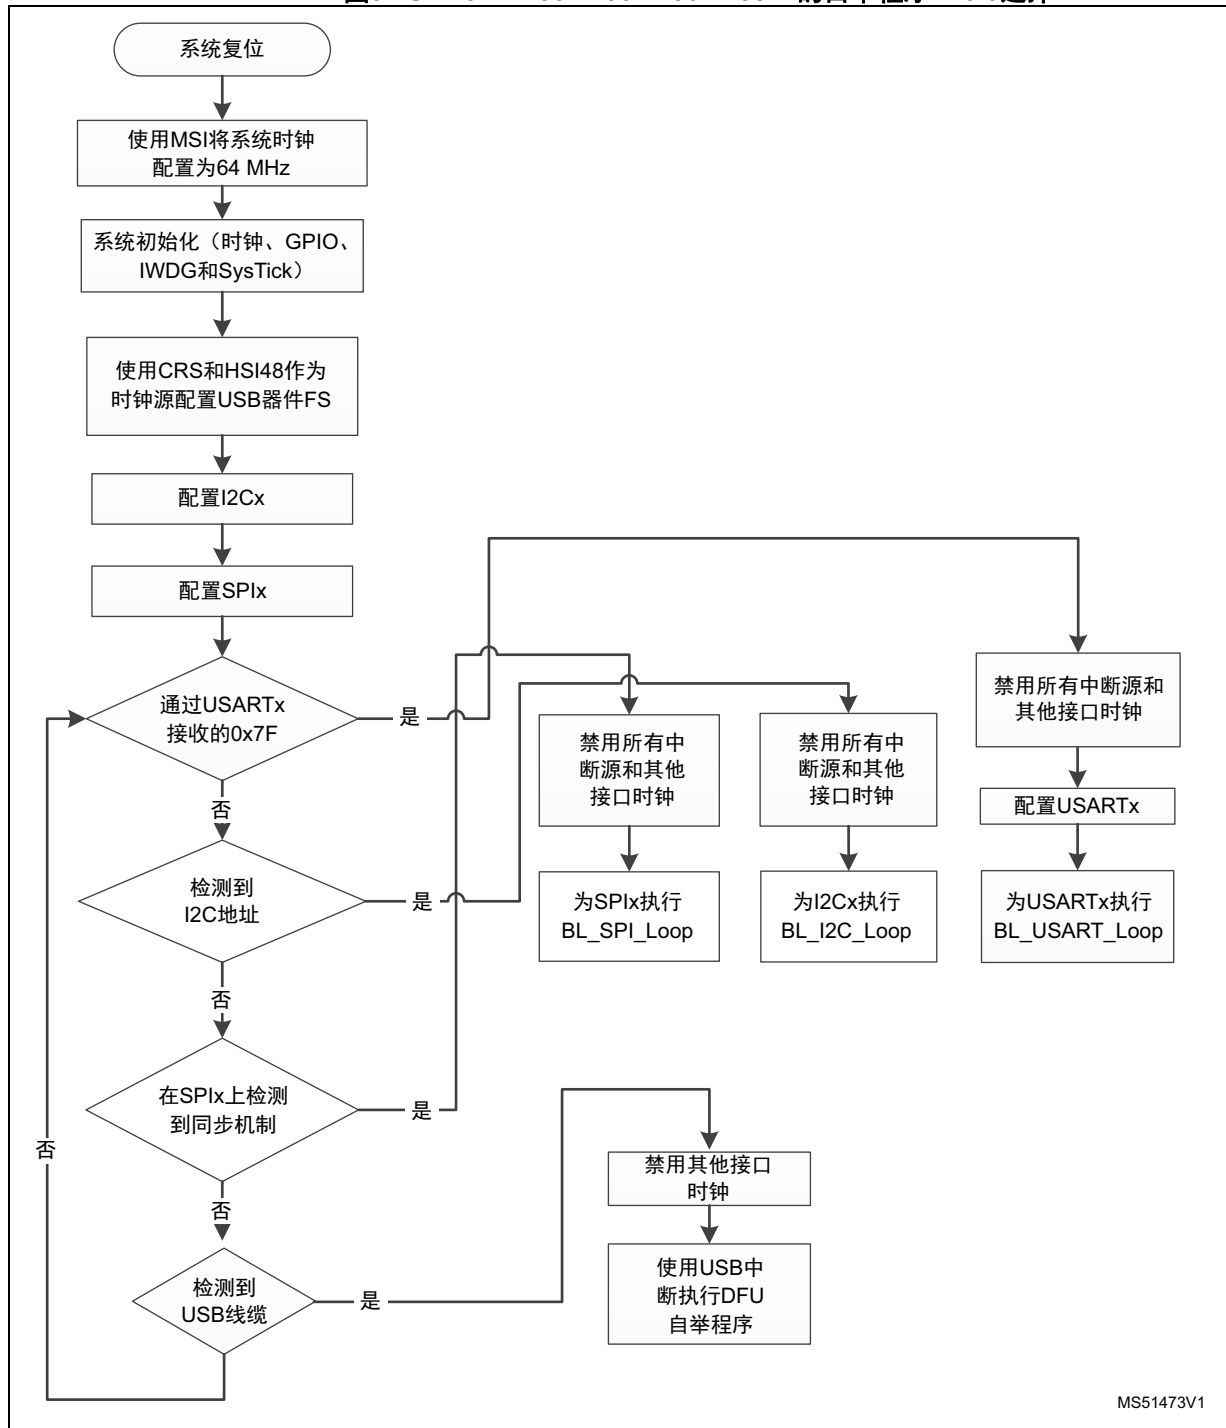 系统复位
使用MSI将系统时钟
配置为64 MHz
系统初始化（时钟、GPIO、
IWDG和SysTick）
使用CRS和HSI48作为
时钟源配置USB器件FS
配置I2Cx
配置SPIx
通过USARTx
接收的0x7F
是
否
检测到
I2C地址
是
否
在SPIx上检测
到同步机制
是
否
检测到
USB线缆
是
否
禁用所有中
断源和其他
接口时钟
为SPIx执行
BL_SPI_Loop
禁用所有中
断源和其他
接口时钟
为I2Cx执行
BL_I2C_Loop
禁用所有中断源和
其他接口时钟
配置USARTx
为USARTx执行
BL_USART_Loop
禁用其他接口
时钟
使用USB中
断执行DFU
自举程序
MS51473V1